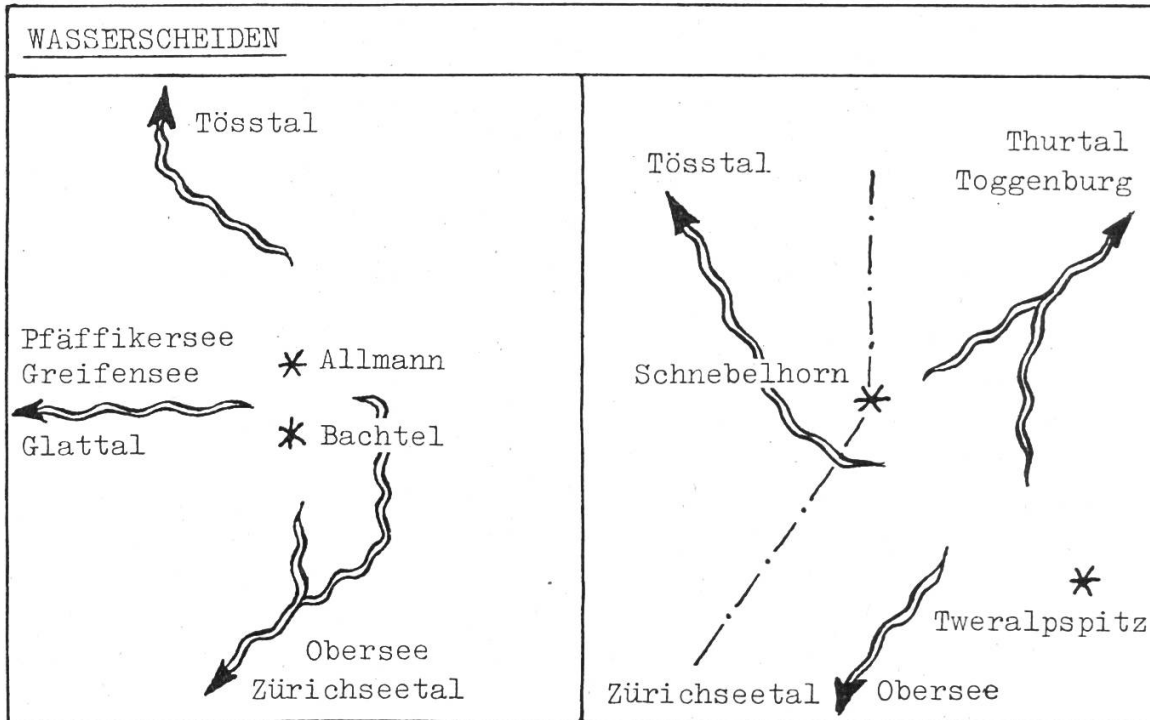 WASSERSCHEIDEN
Tösstal
Pfäffikersee
Greifensee
Allmann
Glattal
Bachtel
Obersee
Zürichseetal
Tösstal
Thurtal
Toggenburg
Schnebelhorn
Tweralpspitz
Zürichseetal
Obersee